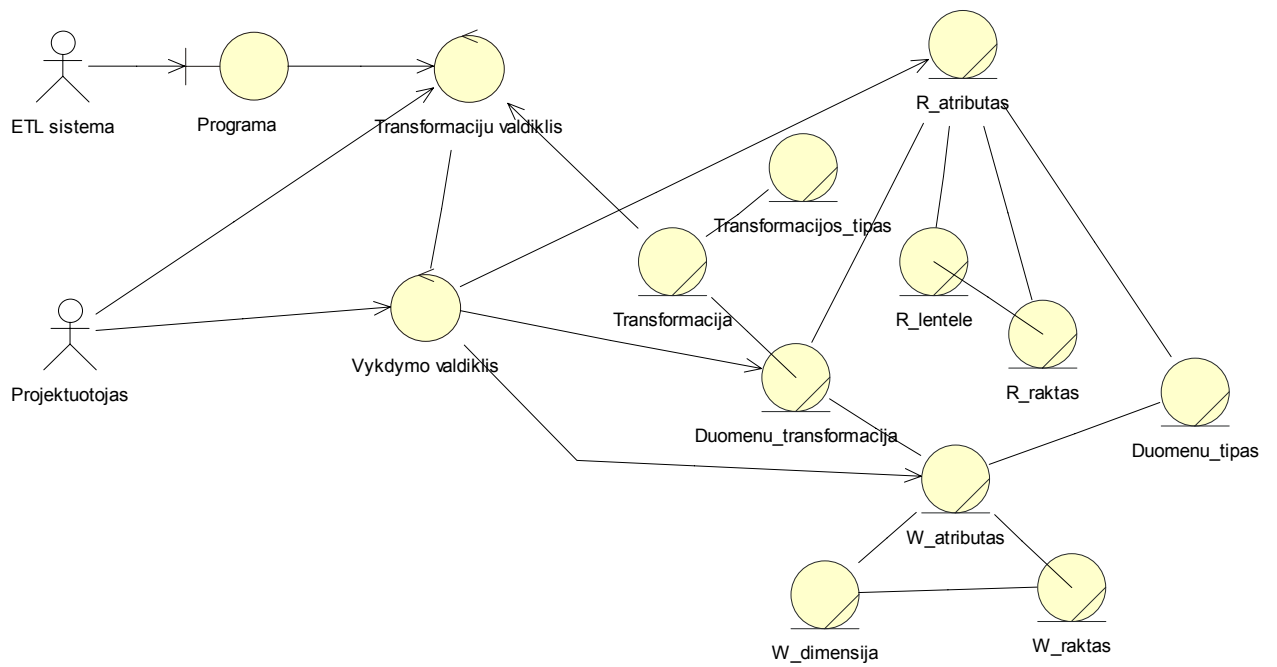 R_atributas
ETL sistema
Programa
Transformaciju valdiklis
Transformacijos_tipas
Transformacija
R_lentele
Vykdymo valdiklis
Projektuotojas
R_raktas
Duomenu_transformacija
Duomenu_tipas
W_atributas
W_dimensija
W_raktas